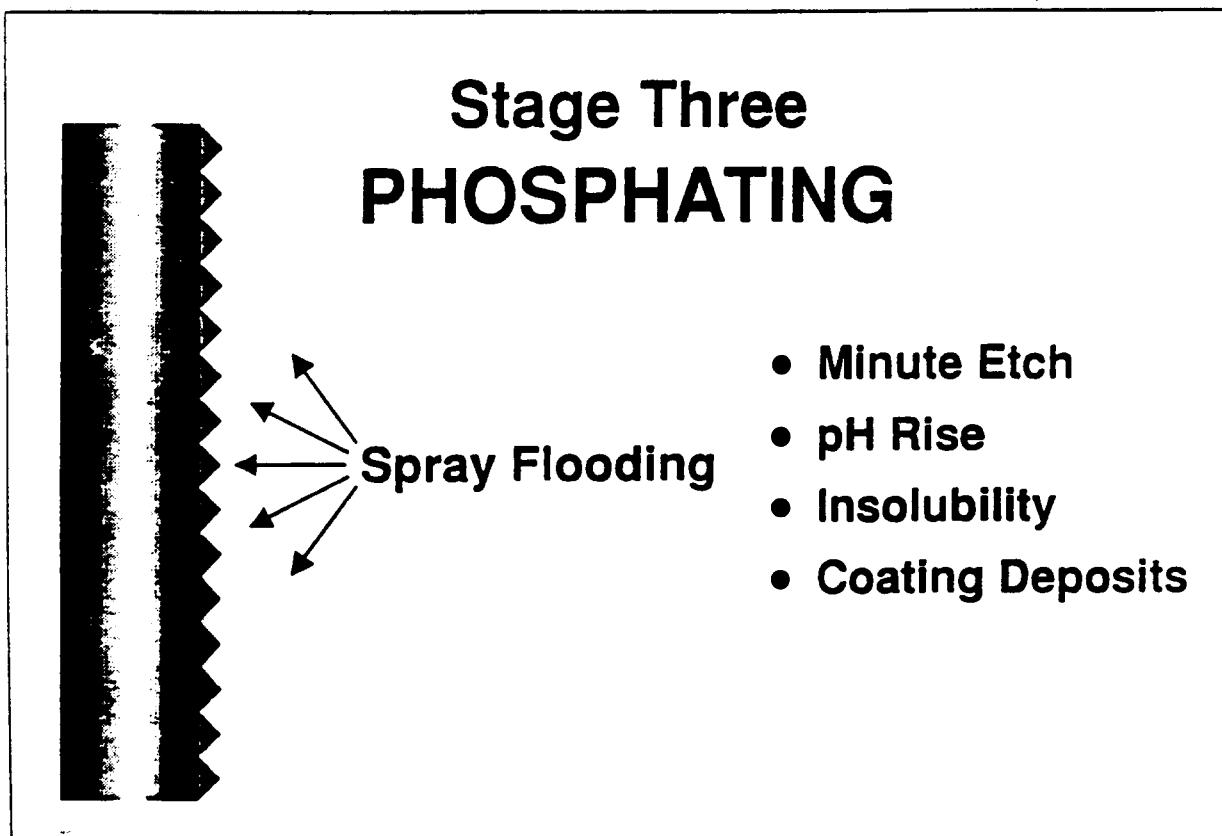 Stage Three
PHOSPHATING
Spray Flooding
• Minute Etch
• pH Rise
• Insolubility
• Coating Deposits